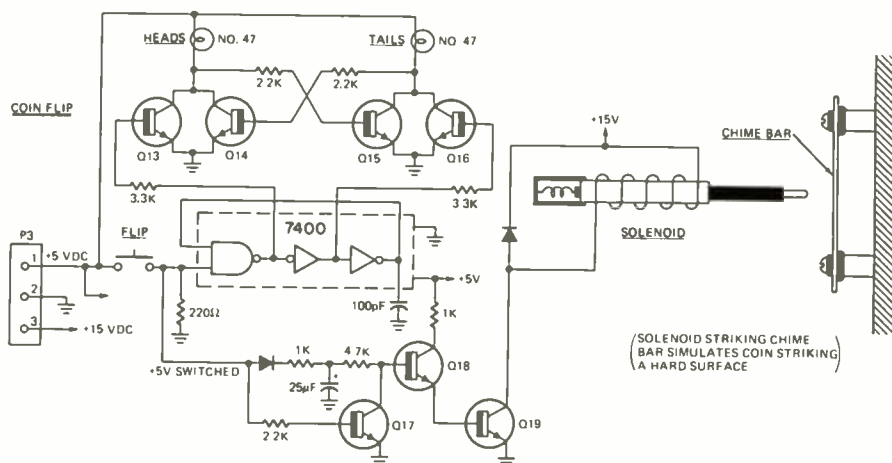 HEADS
NO. 47
TAILS
NO 47
2.2K
2.2K
COIN FLIP
Q13
Q14
Q15
Q16
+15V
CHIME BAR
3.3K
3.3K
7400
SOLENOID
P3
FLIP
1
+5 VDC
2
3
+15 VDC
220Ω
100pF
+5V
1K
+5V SWITCHED
1K
4.7K
25µF
+
Q18
2.2K
Q17
Q19
(SOLENOID STRIKING CHIME
BAR SIMULATES COIN STRIKING
A HARD SURFACE)